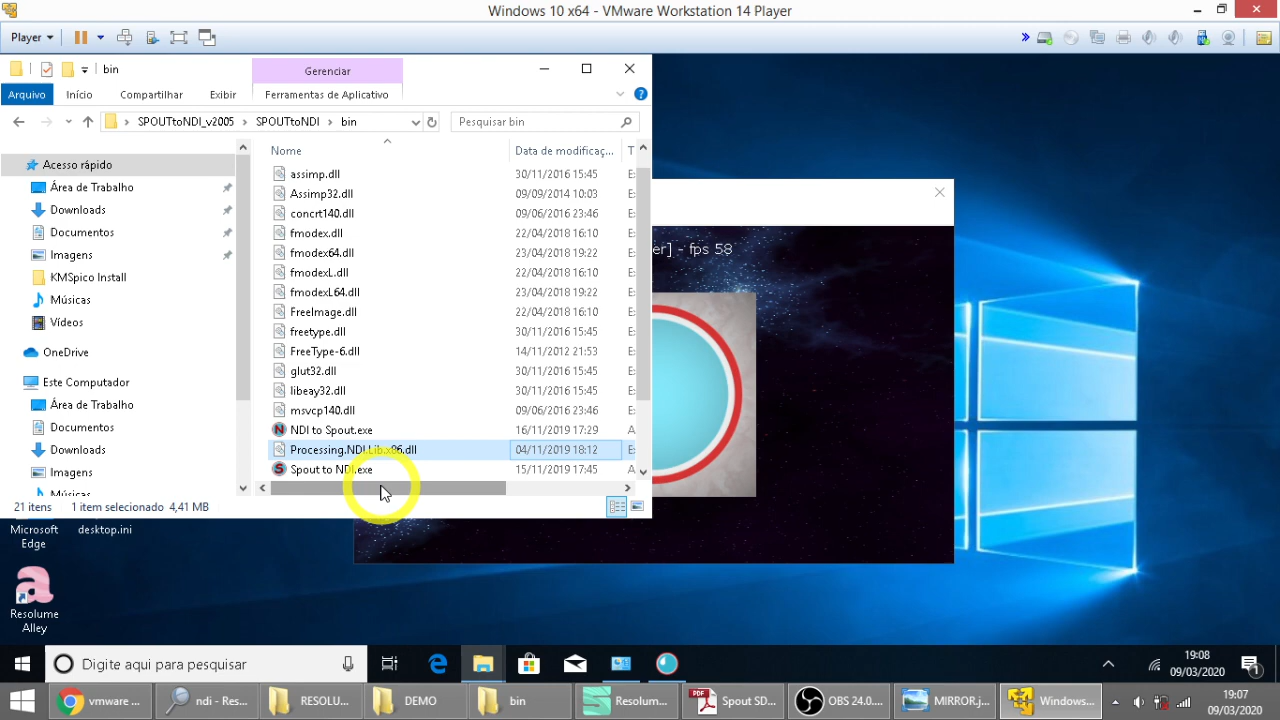 Windows 10 x64 - VMware Workstation 14 Player
Player
bin
Gerenciar
Arquivo
Início
Compartilhar
Exibir
Ferramentas de Aplicativo
SPOUTtoNDI_v2005 > SPOUTtoNDI > bin
Pesquisar bin
Nome
Data de modificaç...
T
Acesso rápido
Área de Trabalho
Downloads
Documentos
Imagens
KMSpico Install
Músicas
Vídeos
OneDrive
Este Computador
Área de Trabalho
Documentos
Downloads
Imagens
assimp.dll 30/11/2016 15:45
Assimp32.dll 09/09/2014 10:03
concrt140.dll 09/06/2016 23:46
fmodex.dll 22/04/2018 16:10
fmodex64.dll 23/04/2018 19:22
fmodexL.dll 22/04/2018 16:10
fmodexL64.dll 23/04/2018 19:22
FreeImage.dll 22/04/2018 16:10
freetype.dll 30/11/2016 15:45
FreeType-6.dll 14/11/2012 21:53
glut32.dll 30/11/2016 15:45
libeay32.dll 30/11/2016 15:45
msvcp140.dll 09/06/2016 23:46
NDI to Spout.exe 16/11/2019 17:29
Processing.NDI.Lib.x86.dll 04/11/2019 18:12
Spout to NDI.exe 15/11/2019 17:45
21 itens 1 item selecionado 4,41 MB
er] - fps 58
Microsoft Edge
desktop.ini
Resolume Alley
Digite aqui para pesquisar
19:08
09/03/2020
vmware ...
ndi - Res...
RESOLU...
DEMO
bin
Resolum...
Spout SD...
OBS 24.0....
MIRROR.j...
Windows...
19:07
09/03/2020